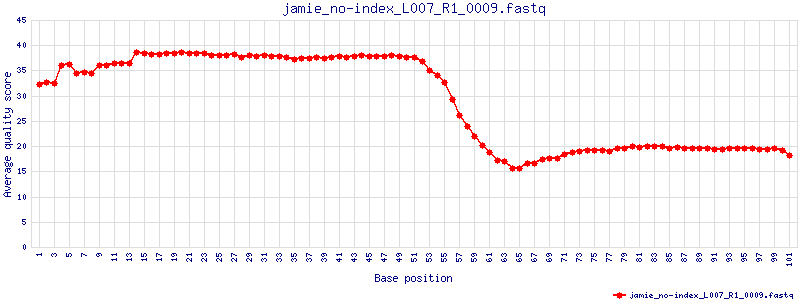 jamie_no-index_L007_R1_0009.fastq
45
40
35
30
25
20
15
10
5
0
Average quality score
1 3 5 7 9 11 13 15 17 19 21 23 25 27 29 31 33 35 37 39 41 43 45 47 49 51 53 55 57 59 61 63 65 67 69 71 73 75 77 79 81 83 85 87 89 91 93 95 97 99 101
Base position
jamie_no-index_L007_R1_0009.fastq